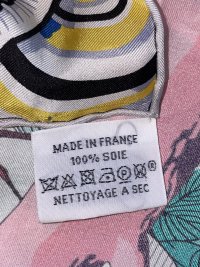 MADE IN FRANCE
100% SOIE
NETTOYAGE A SEC